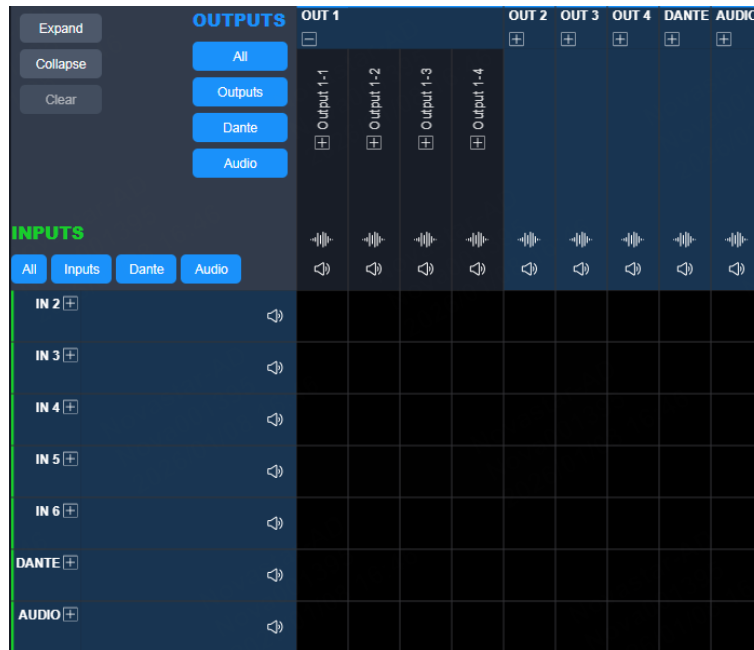 Expand
Collapse
Clear
OUTPUTS
All
Outputs
Dante
Audio
OUT 1
OUT 2
OUT 3
OUT 4
DANTE
AUDIO
Output 1-1
Output 1-2
Output 1-3
Output 1-4
INPUTS
All
Inputs
Dante
Audio
IN 2
IN 3
IN 4
IN 5
IN 6
DANTE
AUDIO